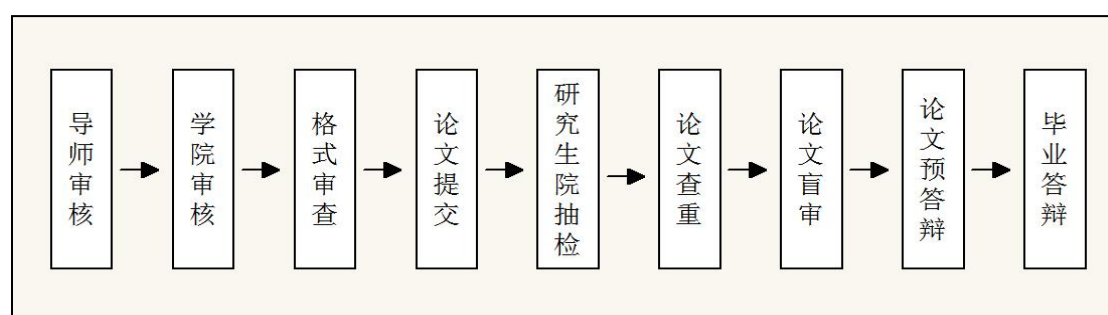 导师审核
学院审核
格式审查
论文提交
研究生院抽检
论文查重
论文盲审
论文预答辩
毕业答辩